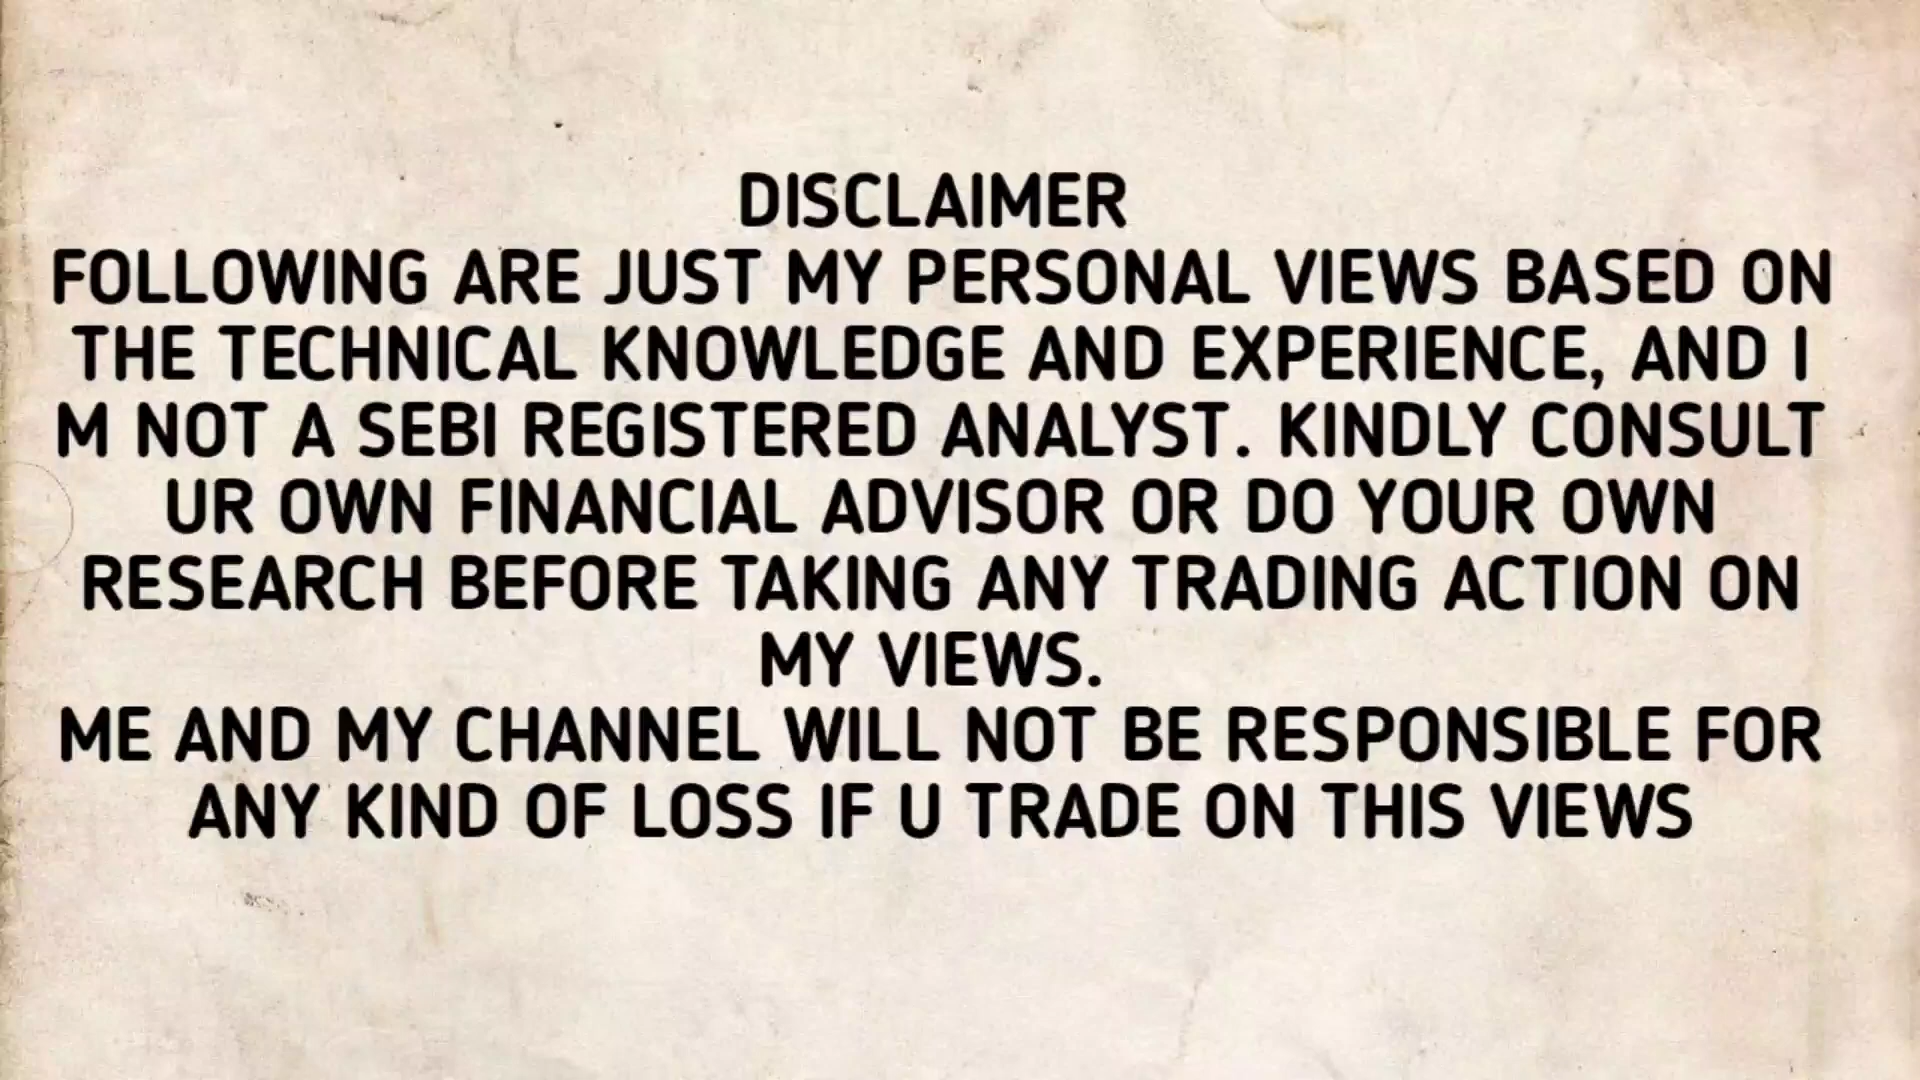 DISCLAIMER
FOLLOWING ARE JUST MY PERSONAL VIEWS BASED ON
THE TECHNICAL KNOWLEDGE AND EXPERIENCE, AND I
M NOT A SEBI REGISTERED ANALYST. KINDLY CONSULT
UR OWN FINANCIAL ADVISOR OR DO YOUR OWN
RESEARCH BEFORE TAKING ANY TRADING ACTION ON
MY VIEWS.
ME AND MY CHANNEL WILL NOT BE RESPONSIBLE FOR
ANY KIND OF LOSS IF U TRADE ON THIS VIEWS